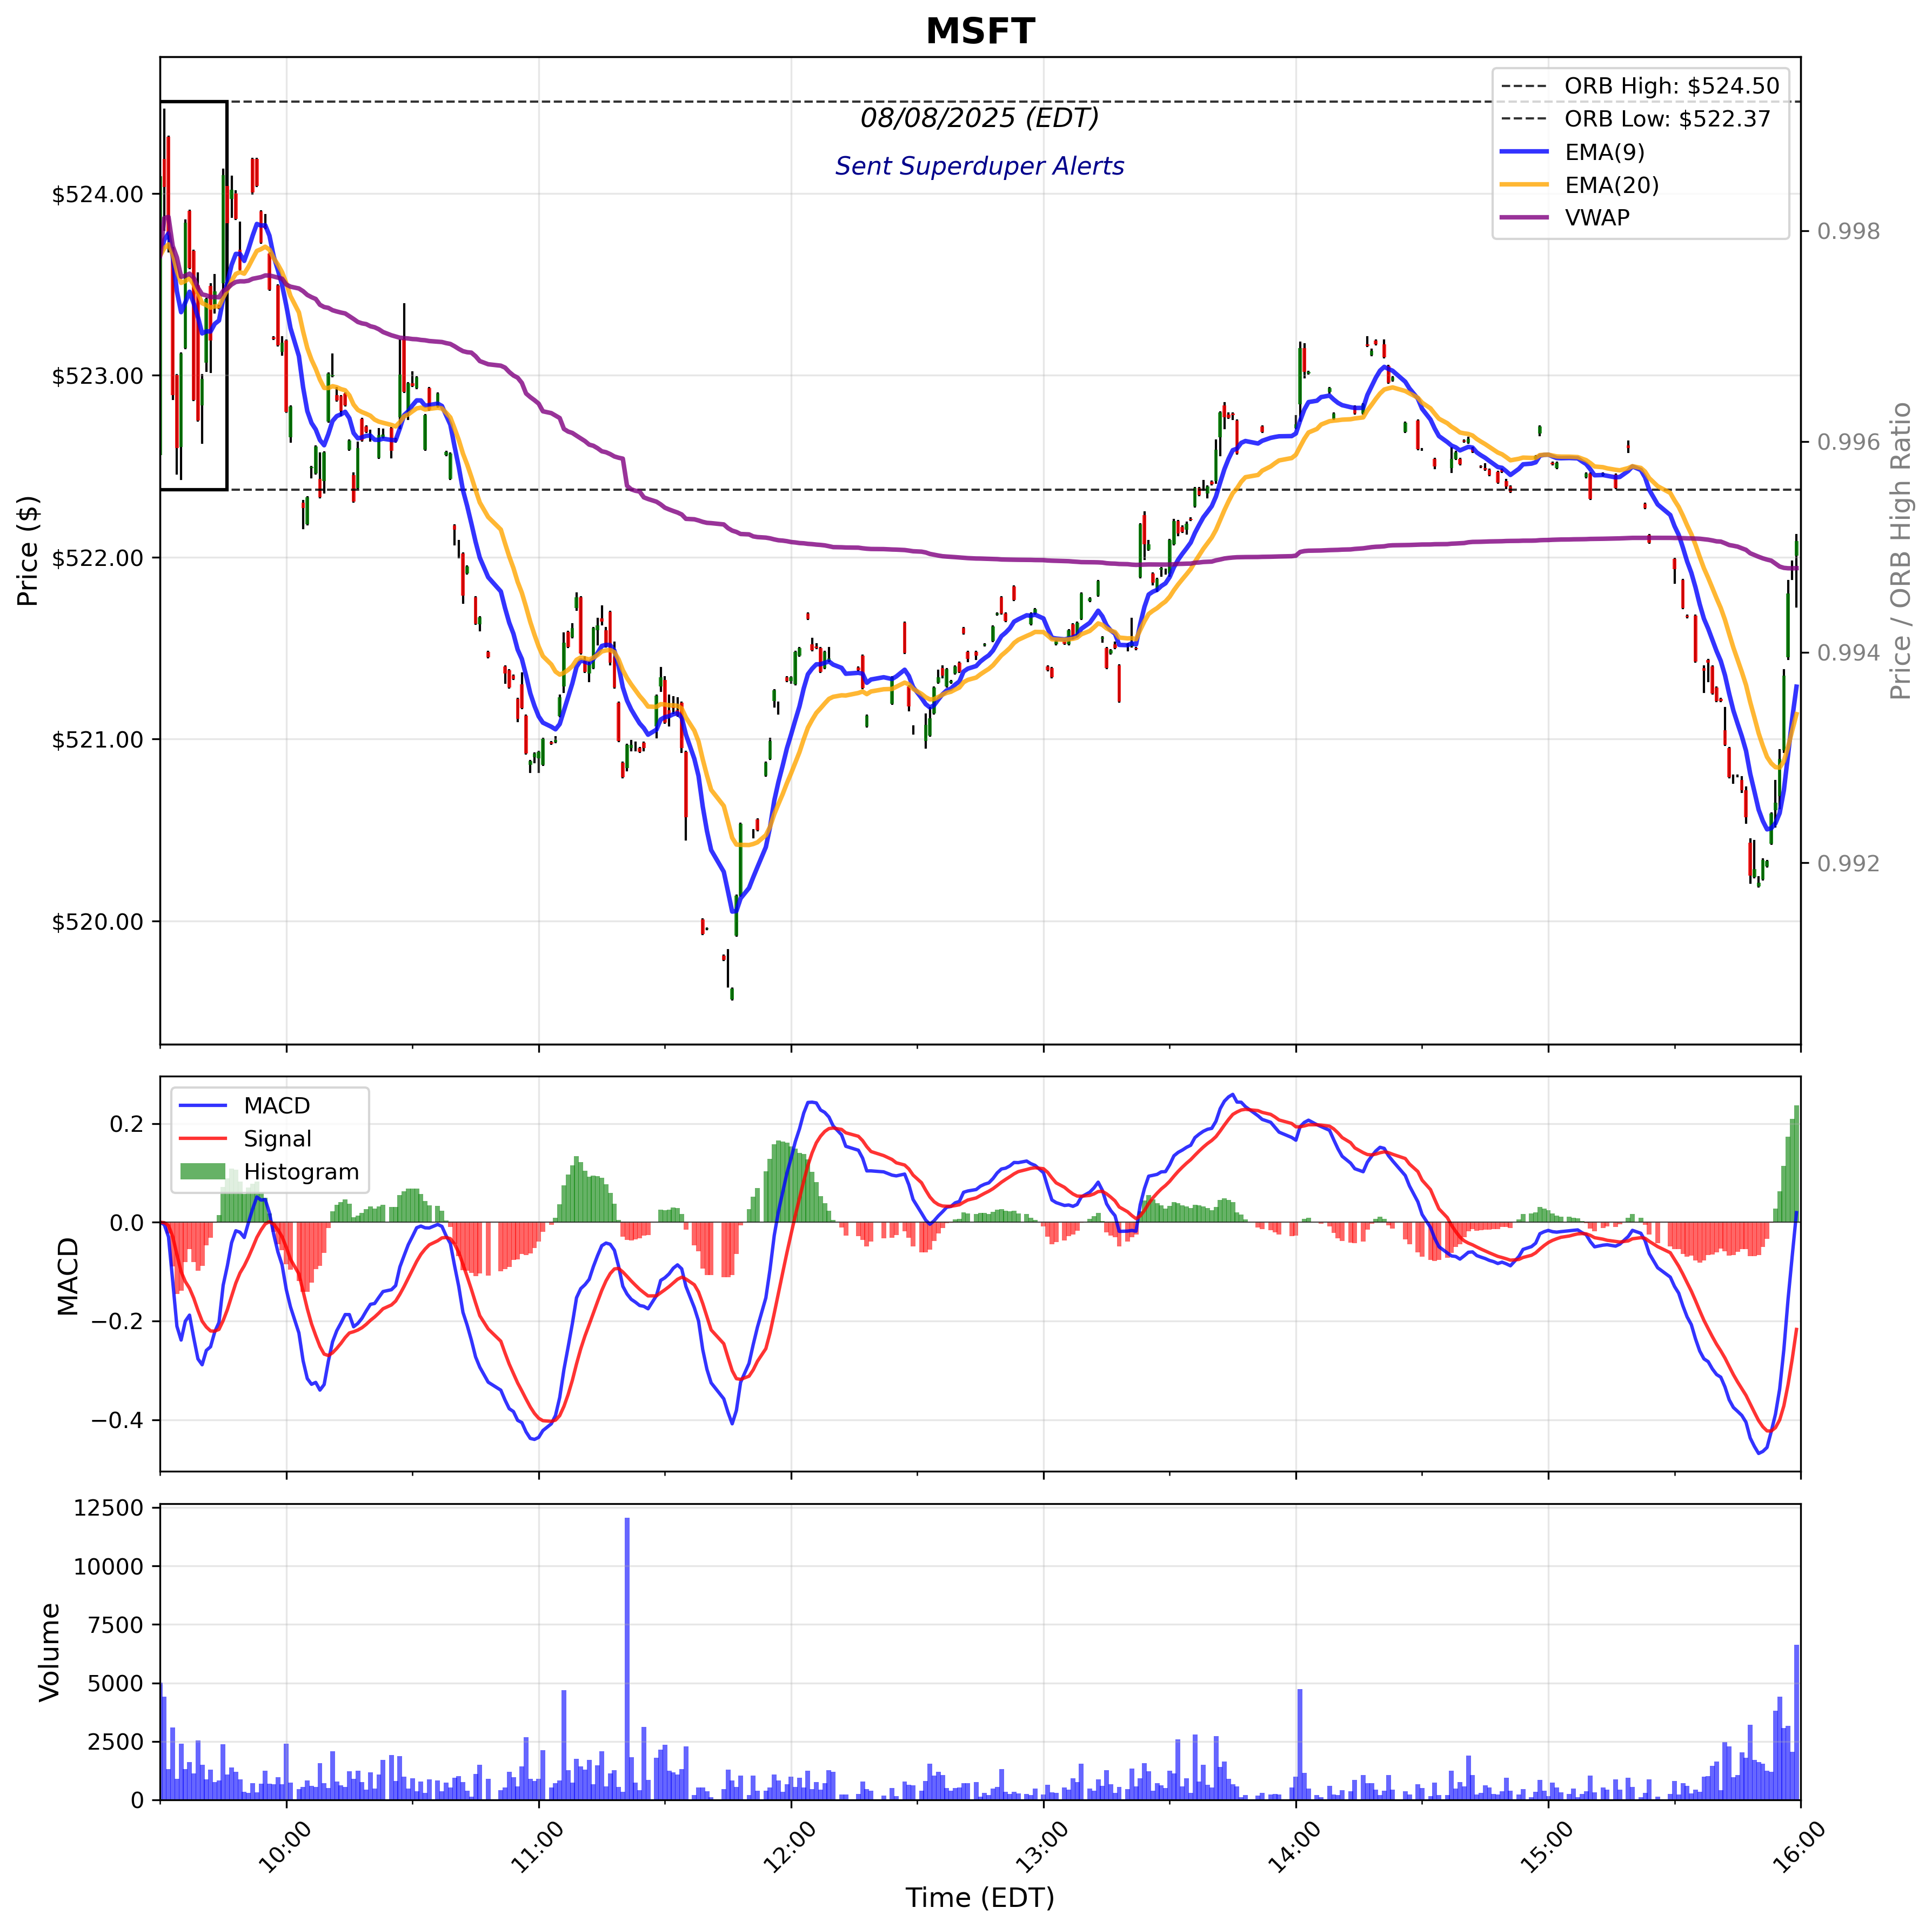 MSFT
08/08/2025 (EDT)
Sent Superduper Alerts
ORB High: $524.50
ORB Low: $522.37
EMA(9)
EMA(20)
VWAP
Price ($)
$524.00
$523.00
$522.00
$521.00
$520.00
Price / ORB High Ratio
0.998
0.996
0.994
0.992
MACD
Signal
Histogram
MACD
0.2
0.0
−0.2
−0.4
Volume
12500
10000
7500
5000
2500
0
10:00
11:00
12:00
13:00
14:00
15:00
16:00
Time (EDT)